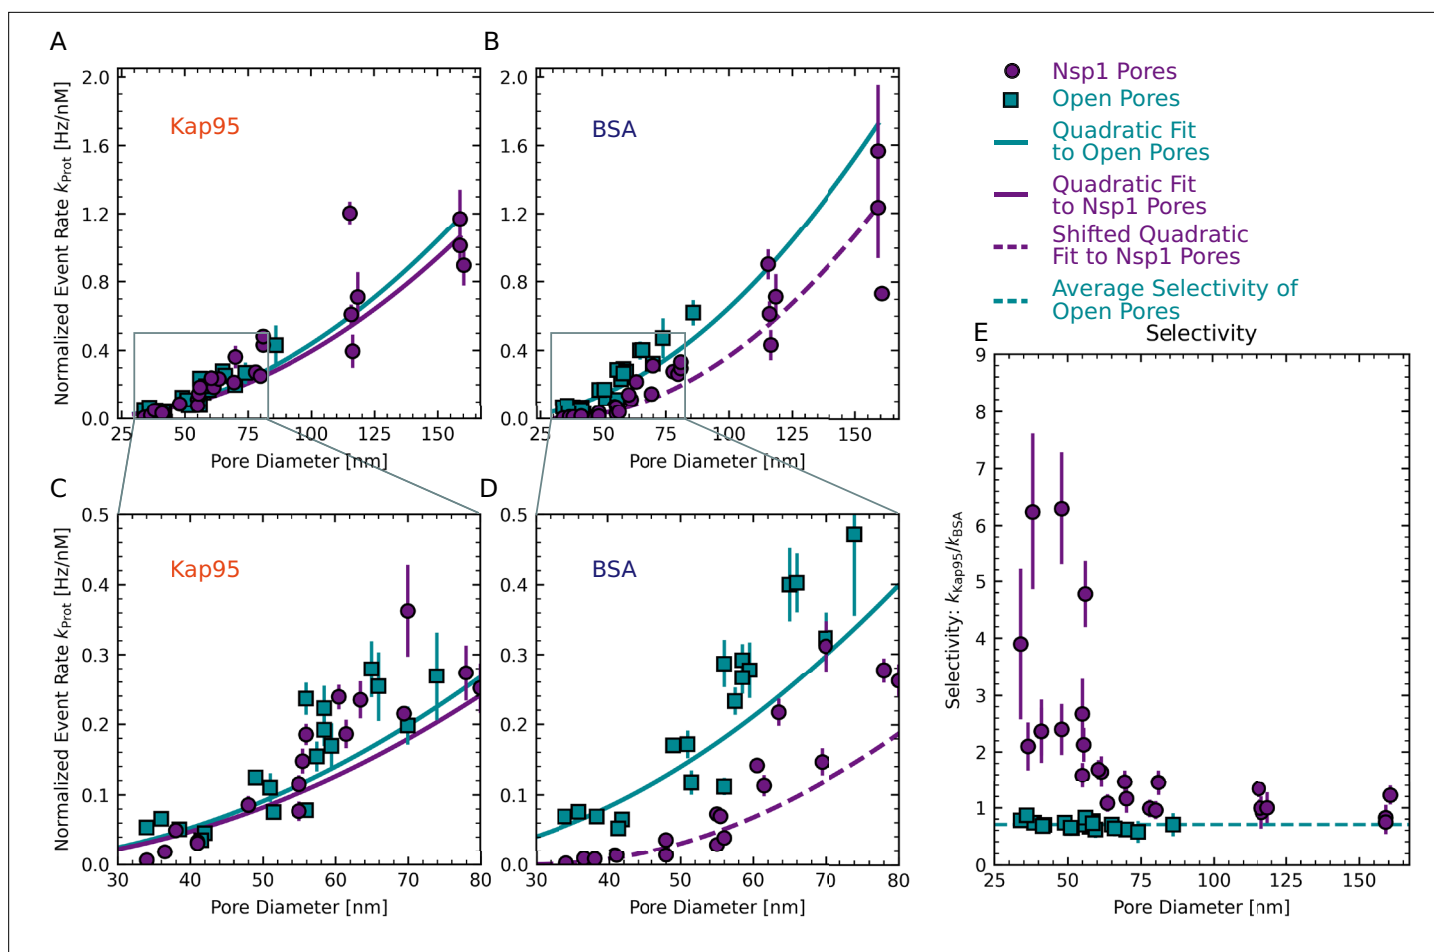 A
B
2.0
1.6
1.2
0.8
0.4
0.0
Normalized Event Rate kProt [Hz/nM]
Kap95
25 50 75 100 125 150
Pore Diameter [nm]
2.0
1.6
1.2
0.8
0.4
0.0
BSA
25 50 75 100 125 150
Pore Diameter [nm]
Nsp1 Pores
Open Pores
Quadratic Fit
to Open Pores
Quadratic Fit
to Nsp1 Pores
Shifted Quadratic
Fit to Nsp1 Pores
Average Selectivity of
Open Pores
C
D
0.5
0.4
0.3
0.2
0.1
0.0
Normalized Event Rate kProt [Hz/nM]
Kap95
30 40 50 60 70 80
Pore Diameter [nm]
0.5
0.4
0.3
0.2
0.1
0.0
BSA
30 40 50 60 70 80
Pore Diameter [nm]
E
Selectivity
9
8
7
6
5
4
3
2
1
0
Selectivity: kKap95/kBSA
25 50 75 100 125 150
Pore Diameter [nm]